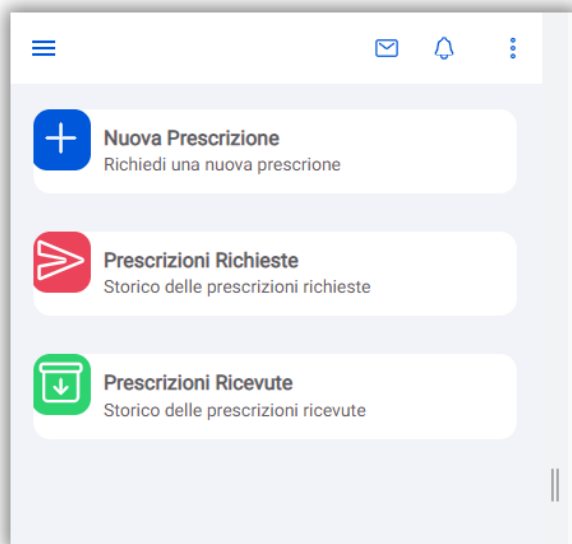 Nuova Prescrizione
Richiedi una nuova prescrione
Prescrizioni Richieste
Storico delle prescrizioni richieste
Prescrizioni Ricevute
Storico delle prescrizioni ricevute